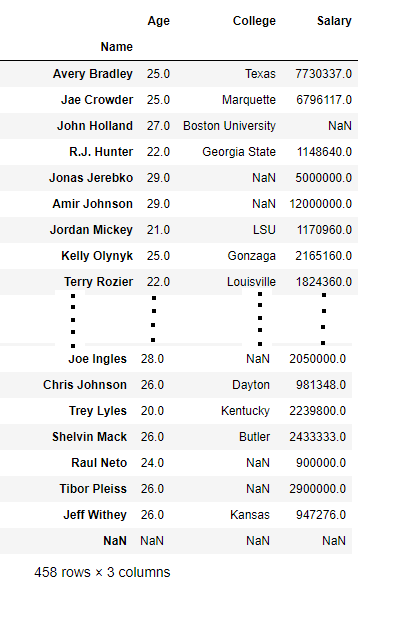 Age College Salary
Name
Avery Bradley 25.0 Texas 7730337.0
Jae Crowder 25.0 Marquette 6796117.0
John Holland 27.0 Boston University NaN
R.J. Hunter 22.0 Georgia State 1148640.0
Jonas Jerebko 29.0 NaN 5000000.0
Amir Johnson 29.0 NaN 12000000.0
Jordan Mickey 21.0 LSU 1170960.0
Kelly Olynyk 25.0 Gonzaga 2165160.0
Terry Rozier 22.0 Louisville 1824360.0
Joe Ingles 28.0 NaN 2050000.0
Chris Johnson 26.0 Dayton 981348.0
Trey Lyles 20.0 Kentucky 2239800.0
Shelvin Mack 26.0 Butler 2433333.0
Raul Neto 24.0 NaN 900000.0
Tibor Pleiss 26.0 NaN 2900000.0
Jeff Withey 26.0 Kansas 947276.0
NaN NaN NaN NaN
458 rows × 3 columns